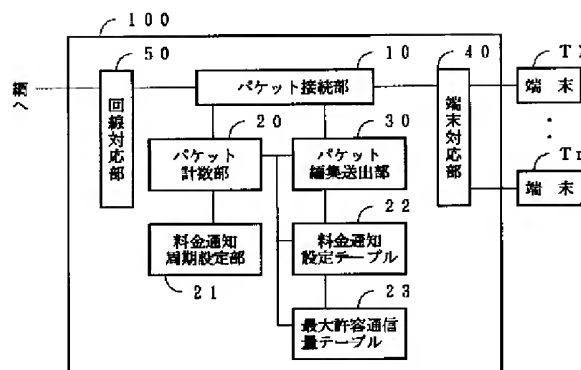 100
50
10
40
T1
網へ
回線対応部
パケット接続部
端末対応部
端末
20
30
パケット
計数部
パケット
編集送出部
Tn
端末
22
料金通知
周期設定部
料金通知
設定テーブル
21
23
最大許容通信
量テーブル